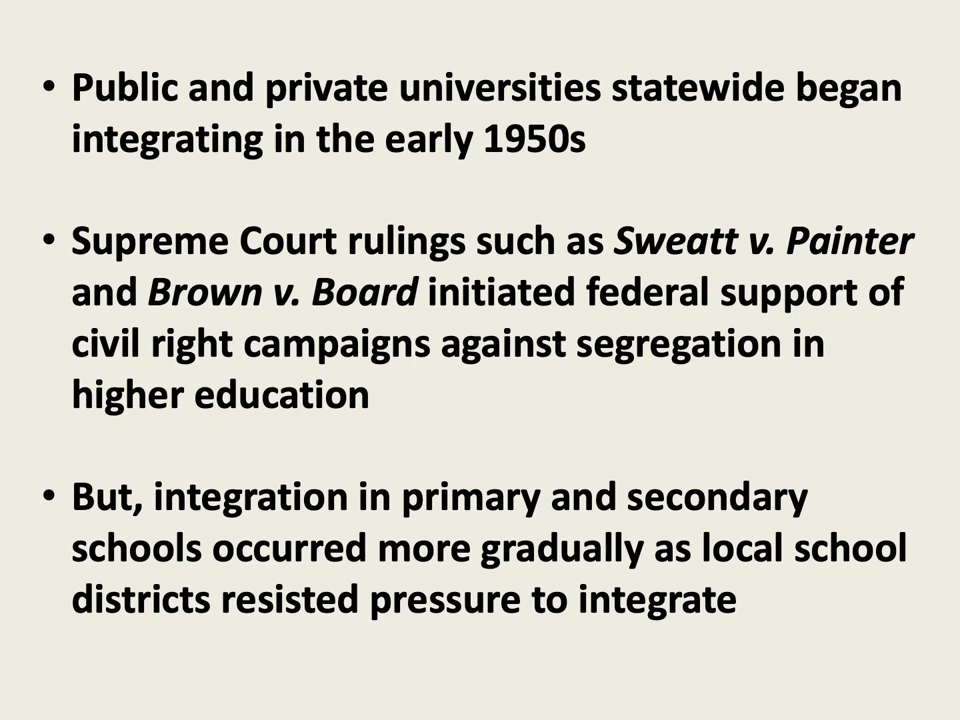 • Public and private universities statewide began
integrating in the early 1950s
• Supreme Court rulings such as Sweatt v. Painter
and Brown v. Board initiated federal support of
civil right campaigns against segregation in
higher education
• But, integration in primary and secondary
schools occurred more gradually as local school
districts resisted pressure to integrate